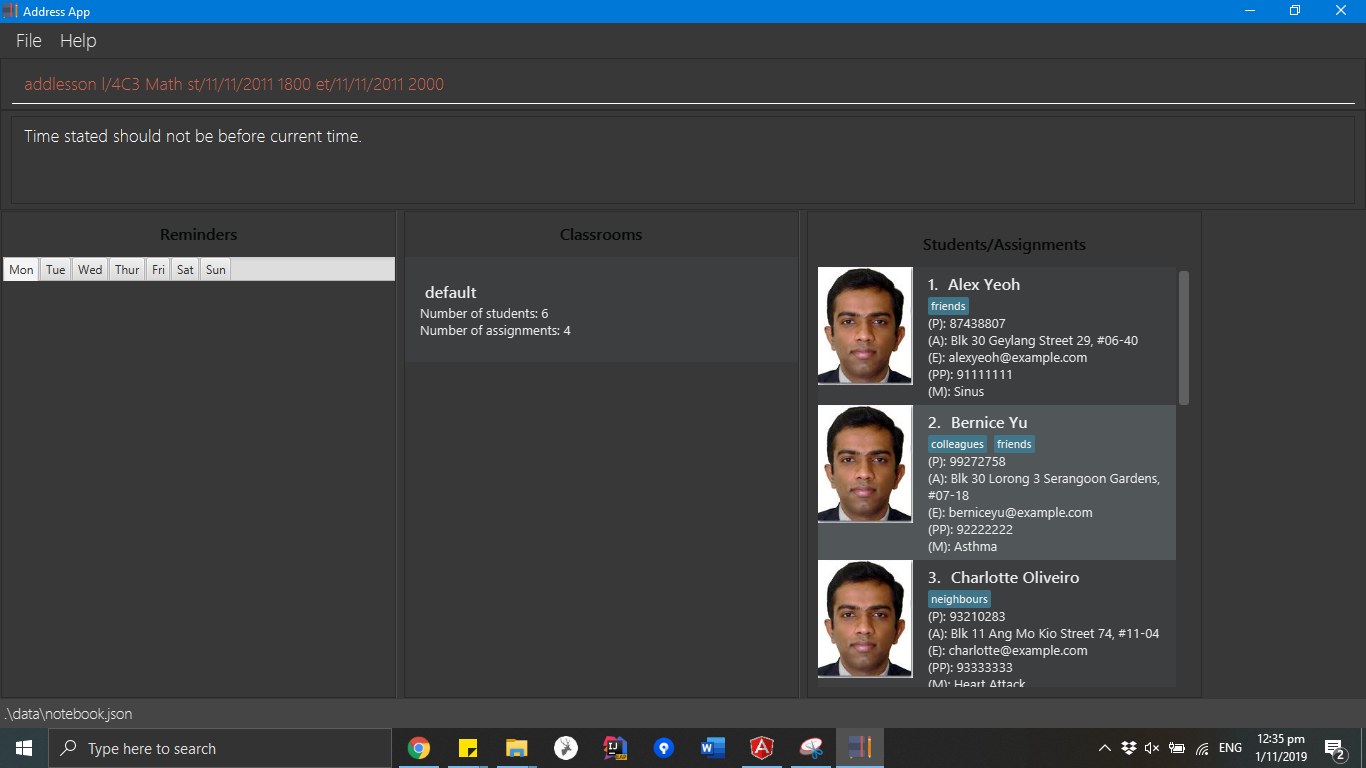 Address App
File Help
addlesson l/4C3 Math st/11/11/2011 1800 et/11/11/2011 2000
Time stated should not be before current time.
Reminders
Mon Tue Wed Thur Fri Sat Sun
Classrooms
default
Number of students: 6
Number of assignments: 4
Students/Assignments
1. Alex Yeoh
friends
(P): 87438807
(A): Blk 30 Geylang Street 29, #06-40
(E): alexyeoh@example.com
(PP): 91111111
(M): Sinus
2. Bernice Yu
colleagues friends
(P): 99272758
(A): Blk 30 Lorong 3 Serangoon Gardens,
#07-18
(E): berniceyu@example.com
(PP): 92222222
(M): Asthma
3. Charlotte Oliveiro
neighbours
(P): 93210283
(A): Blk 11 Ang Mo Kio Street 74, #11-04
(E): charlotte@example.com
(PP): 93333333
(M): Heart Attack
.\data\notebook.json
Type here to search
ENG
12:35 pm
1/11/2019
2